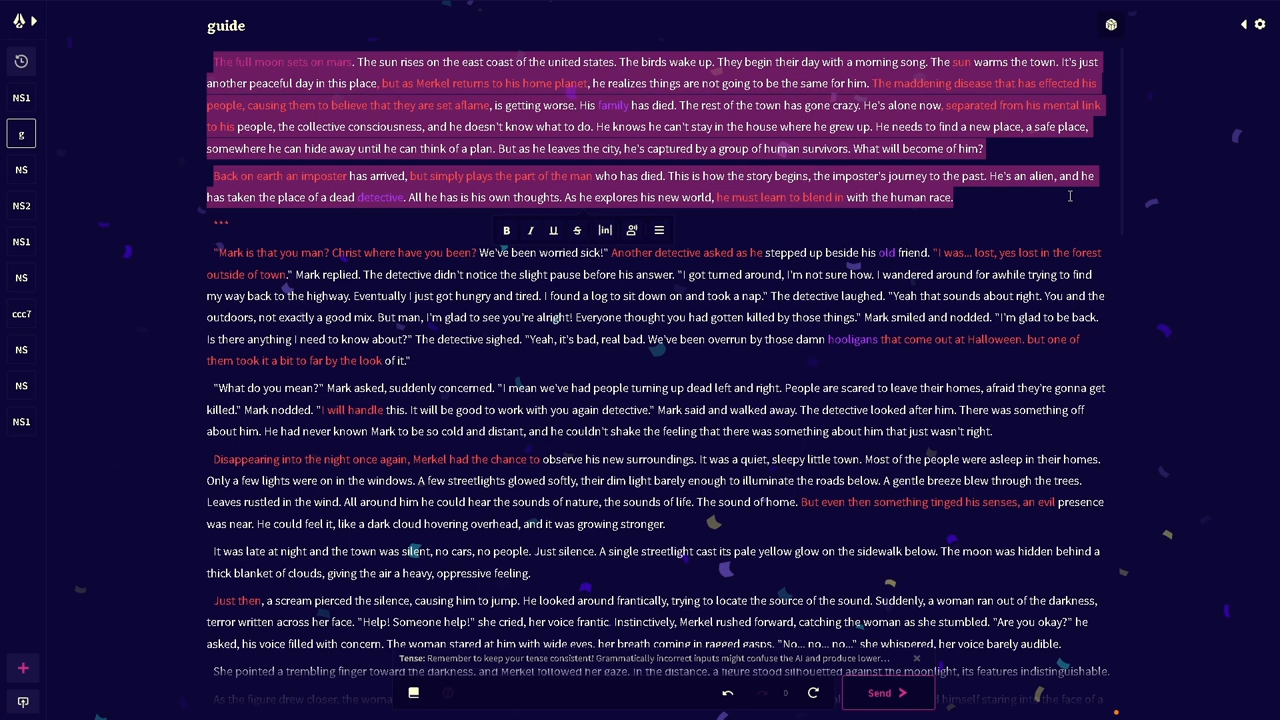 guide
NS1
g
NS
NS2
NS1
NS
ccc7
NS
NS
NS1
The full moon sets on mars. The sun rises on the east coast of the united states. The birds wake up. They begin their day with a morning song. The sun warms the town. It's just
another peaceful day in this place, but as Merkel returns to his home planet, he realizes things are not going to be the same for him. The maddening disease that has effected his
people, causing them to believe that they are set aflame, is getting worse. His family has died. The rest of the town has gone crazy. He's alone now, separated from his mental link
to his people, the collective consciousness, and he doesn't know what to do. He knows he can't stay in the house where he grew up. He needs to find a new place, a safe place,
somewhere he can hide away until he can think of a plan. But as he leaves the city, he's captured by a group of human survivors. What will become of him?
Back on earth an imposter has arrived, but simply plays the part of the man who has died. This is how the story begins, the imposter's journey to the past. He's an alien, and he
has taken the place of a dead detective. All he has is his own thoughts. As he explores his new world, he must learn to blend in with the human race.
***
B I U S [in]
"Mark is that you man? Christ where have you been? We've been worried sick!" Another detective asked as he stepped up beside his old friend. "I was... lost, yes lost in the forest
outside of town." Mark replied. The detective didn't notice the slight pause before his answer. "I got turned around, I'm not sure how. I wandered around for awhile trying to find
my way back to the highway. Eventually I just got hungry and tired. I found a log to sit down on and took a nap." The detective laughed. "Yeah that sounds about right. You and the
outdoors, not exactly a good mix. But man, I'm glad to see you're alright! Everyone thought you had gotten killed by those things." Mark smiled and nodded. "I'm glad to be back.
Is there anything I need to know about?" The detective sighed. "Yeah, it's bad, real bad. We've been overrun by those damn hooligans that come out at Halloween. but one of
them took it a bit to far by the look of it."
"What do you mean?" Mark asked, suddenly concerned. "I mean we've had people turning up dead left and right. People are scared to leave their homes, afraid they're gonna get
killed." Mark nodded. "I will handle this. It will be good to work with you again detective." Mark said and walked away. The detective looked after him. There was something off
about him. He had never known Mark to be so cold and distant, and he couldn't shake the feeling that there was something about him that just wasn't right.
Disappearing into the night once again, Merkel had the chance to observe his new surroundings. It was a quiet, sleepy little town. Most of the people were asleep in their homes.
Only a few lights were on in the windows. A few streetlights glowed softly, their dim light barely enough to illuminate the roads below. A gentle breeze blew through the trees.
Leaves rustled in the wind. All around him he could hear the sounds of nature, the sounds of life. The sound of home. But even then something tinged his senses, an evil presence
was near. He could feel it, like a dark cloud hovering overhead, and it was growing stronger.
It was late at night and the town was silent, no cars, no people. Just silence. A single streetlight cast its pale yellow glow on the sidewalk below. The moon was hidden behind a
thick blanket of clouds, giving the air a heavy, oppressive feeling.
Just then, a scream pierced the silence, causing him to jump. He looked around frantically, trying to locate the source of the sound. Suddenly, a woman ran out of the darkness,
terror written across her face. "Help! Someone help!" she cried, her voice frantic. Instinctively, Merkel rushed forward, catching the woman as she stumbled. "Are you okay?" he
asked, his voice filled with concern. The woman stared at him with wide eyes, her breath coming in ragged gasps. "No... no... no..." she whispered, her voice barely audible.
Tense: Remember to keep your tense consistent! Grammatically incorrect inputs might confuse the AI and produce lower...
She pointed a trembling finger toward the darkness, and Merkel followed her gaze. In the distance, a figure stood silhouetted against the moonlight, its features indistinguishable.
0
Send
As the figure drew closer, the woma
d himself staring into the face of a